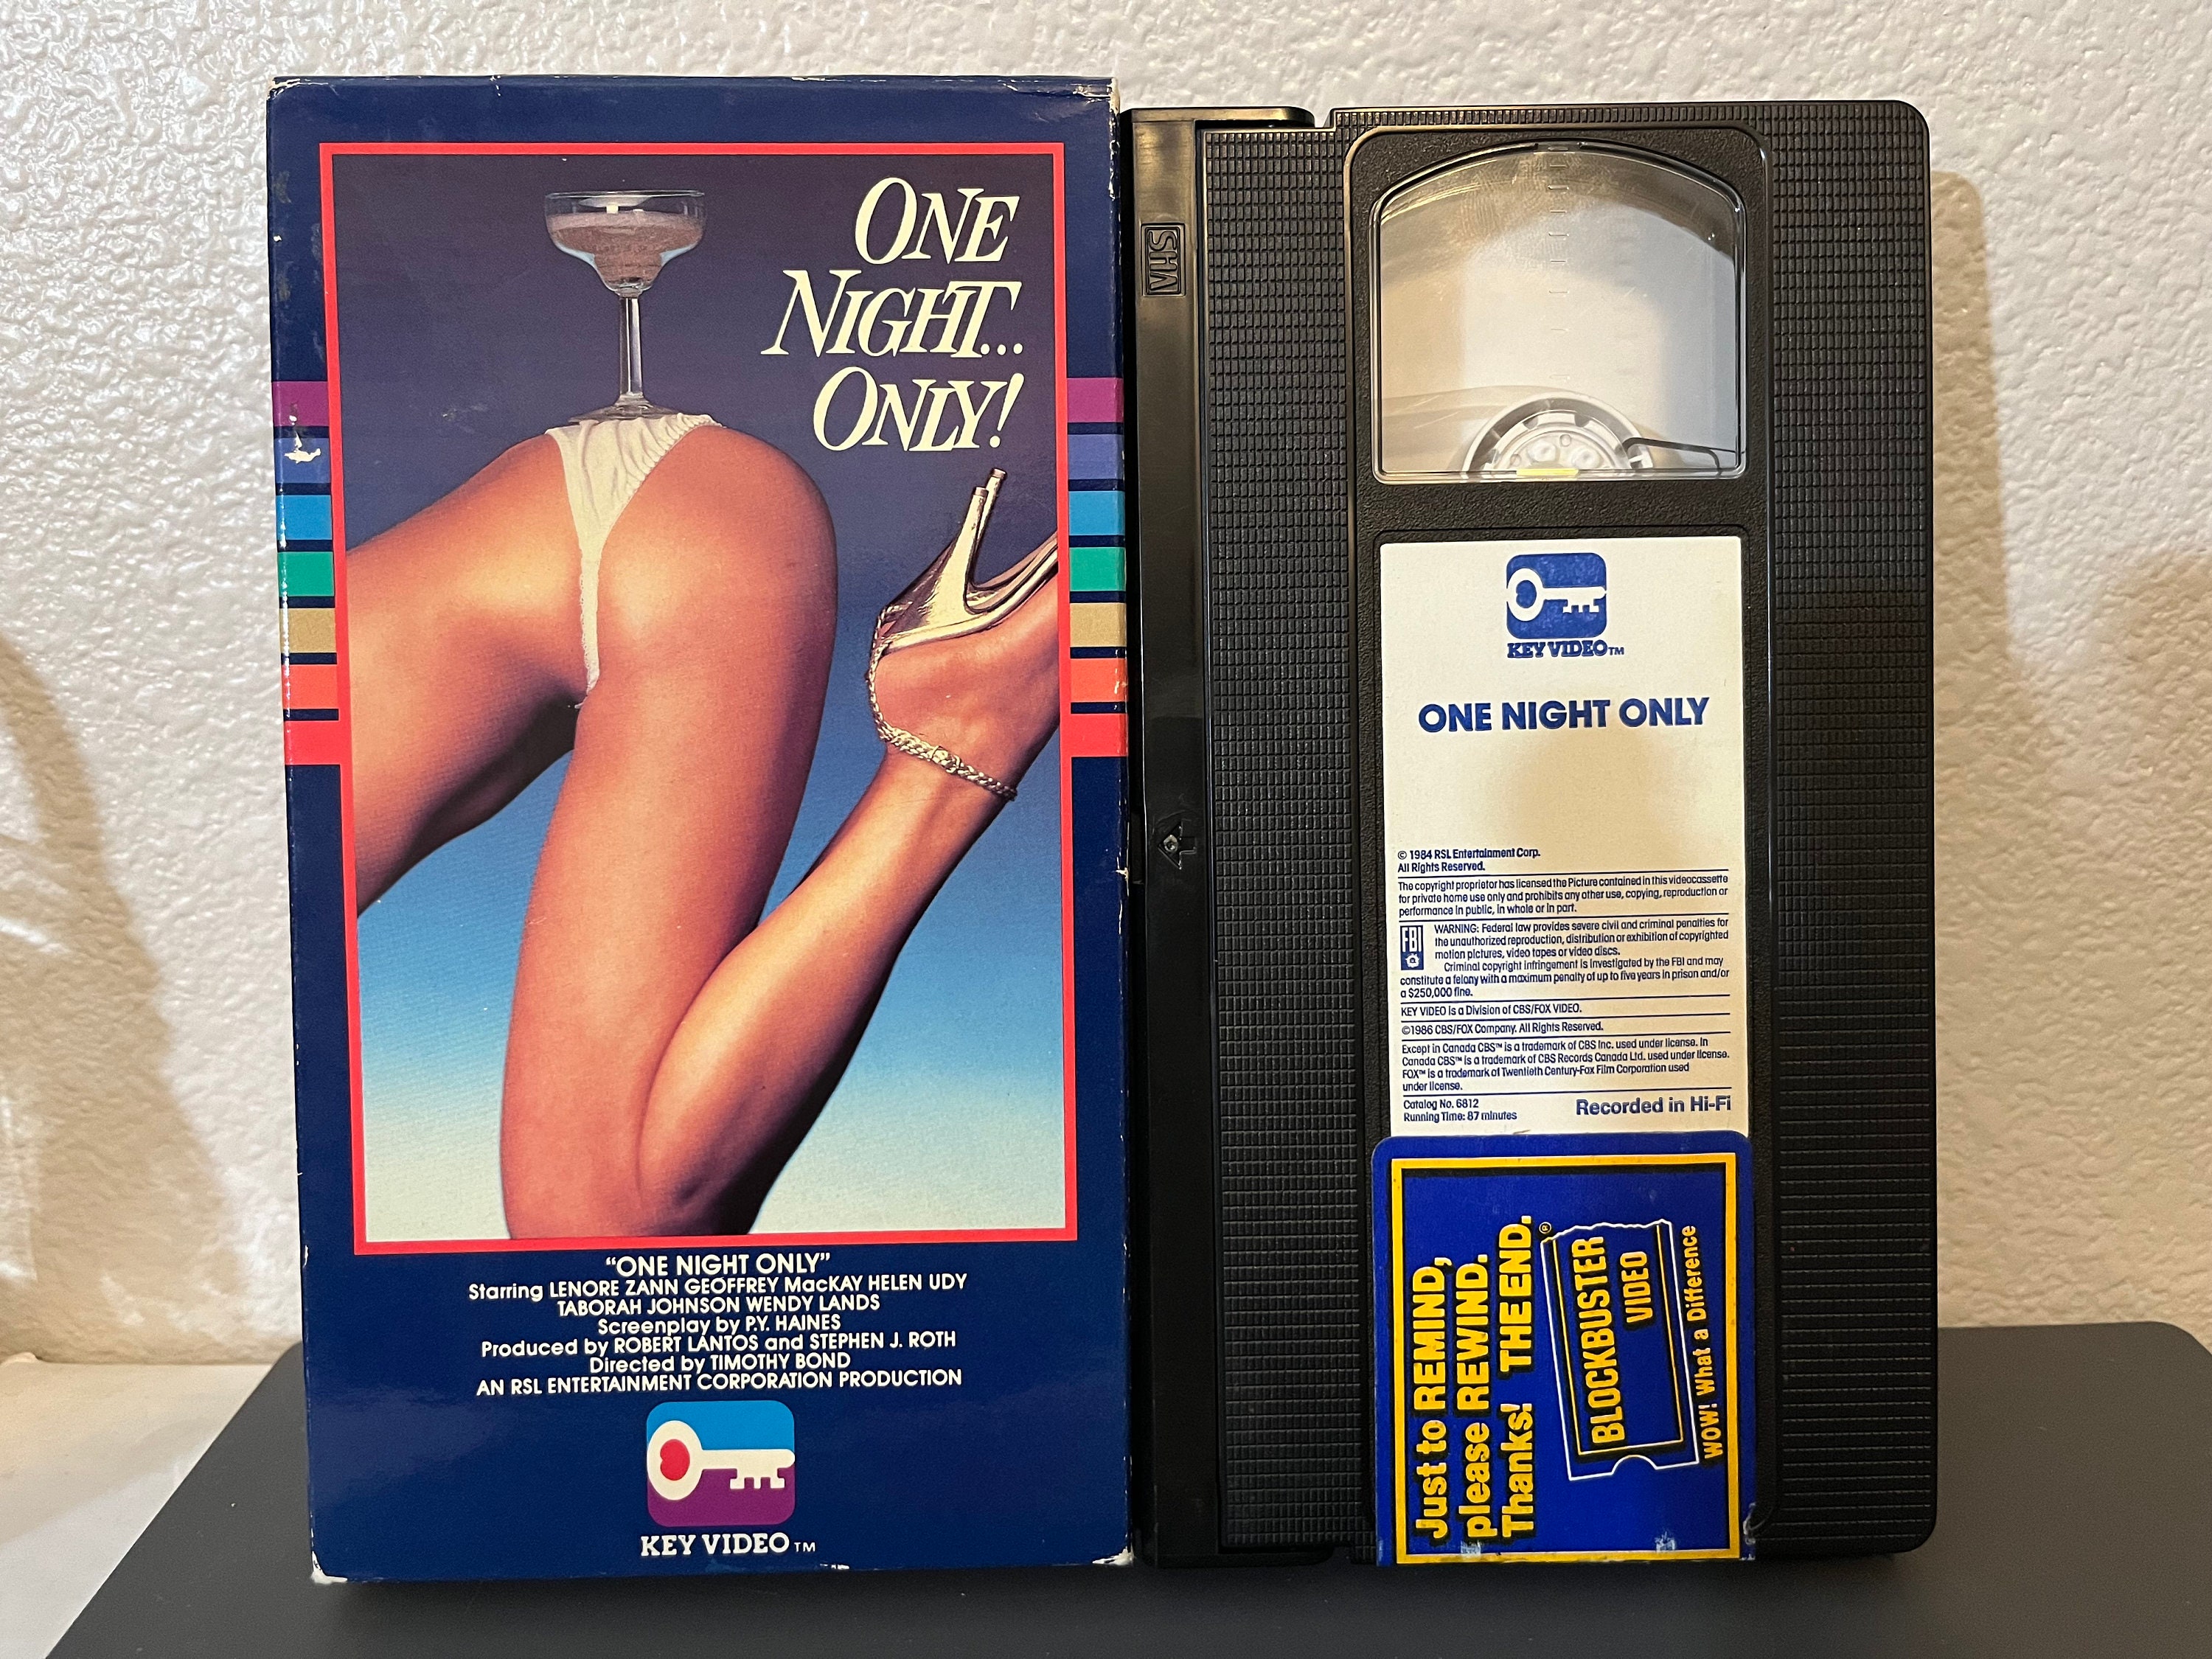 ONE
NIGHT...
ONLY!
"ONE NIGHT ONLY"
Starring LENORE ZANN GEOFFREY MacKAY HELEN UDY
TABORAH JOHNSON WENDY LANDS
Screenplay by P.Y. HAINES
Produced by ROBERT LANTOS and STEPHEN J. ROTH
Directed by TIMOTHY BOND
AN RSL ENTERTAINMENT CORPORATION PRODUCTION
KEY VIDEO™
VHS
KEY VIDEO™
ONE NIGHT ONLY
© 1984 RSL Entertainment Corp.
All Rights Reserved.
The copyright proprietor has licensed the Picture contained in this videocassette
for private home use only and prohibits any other use, copying, reproduction or
performance in public, in whole or in part.
FBI
WARNING: Federal law provides severe civil and criminal penalties for
the unauthorized reproduction, distribution or exhibition of copyrighted
motion pictures, video tapes or video discs.
Criminal copyright infringement is investigated by the FBI and may
constitute a felony with a maximum penalty of up to five years in prison and/or
a $250,000 fine.
KEY VIDEO is a Division of CBS/FOX VIDEO.
©1986 CBS/FOX Company. All Rights Reserved.
Except in Canada CBS™ is a trademark of CBS Inc. used under license. In
Canada CBS™ is a trademark of CBS Records Canada Ltd. used under license.
FOX™ is a trademark of Twentieth Century-Fox Film Corporation used
under license.
Catalog No. 6812
Running Time: 87 minutes
Recorded in Hi-Fi
Just to REMIND,
please REWIND.
Thanks! THE END.
BLOCKBUSTER
VIDEO
®
WOW! What a Difference